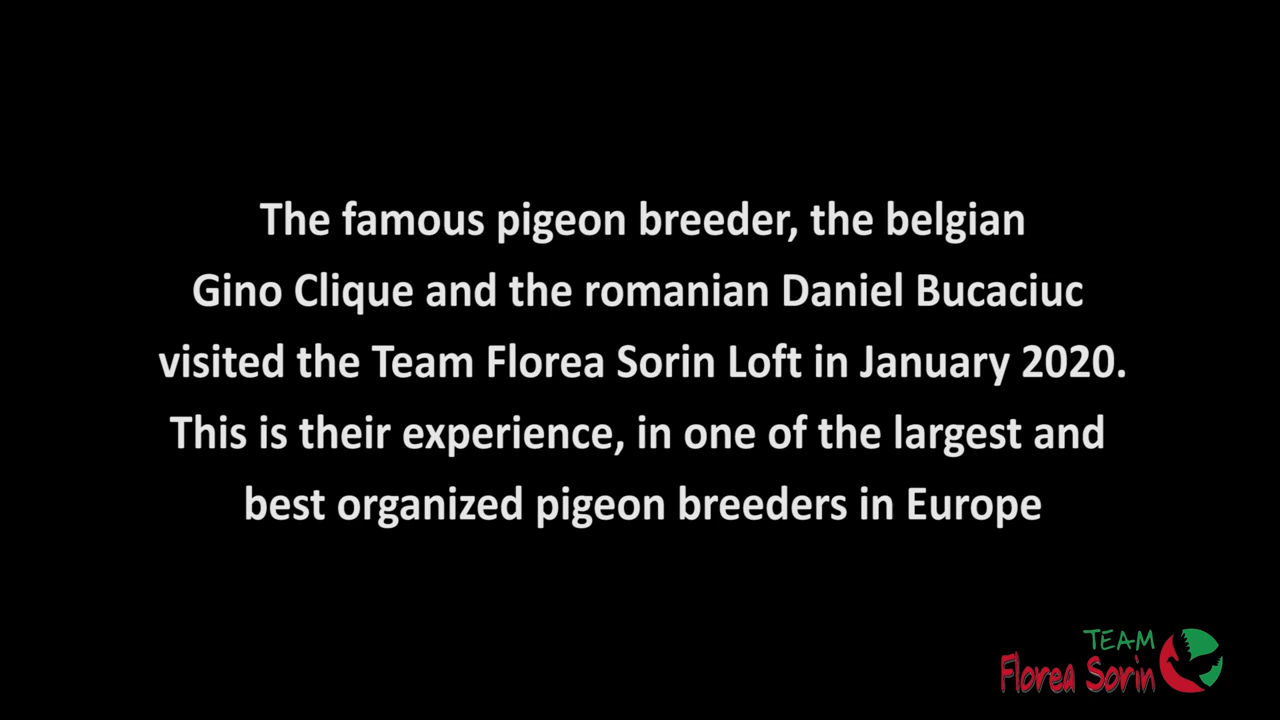 The famous pigeon breeder, the belgian
Gino Clique and the romanian Daniel Bucaciuc
visited the Team Florea Sorin Loft in January 2020.
This is their experience, in one of the largest and
best organized pigeon breeders in Europe
TEAM
Florea Sorin